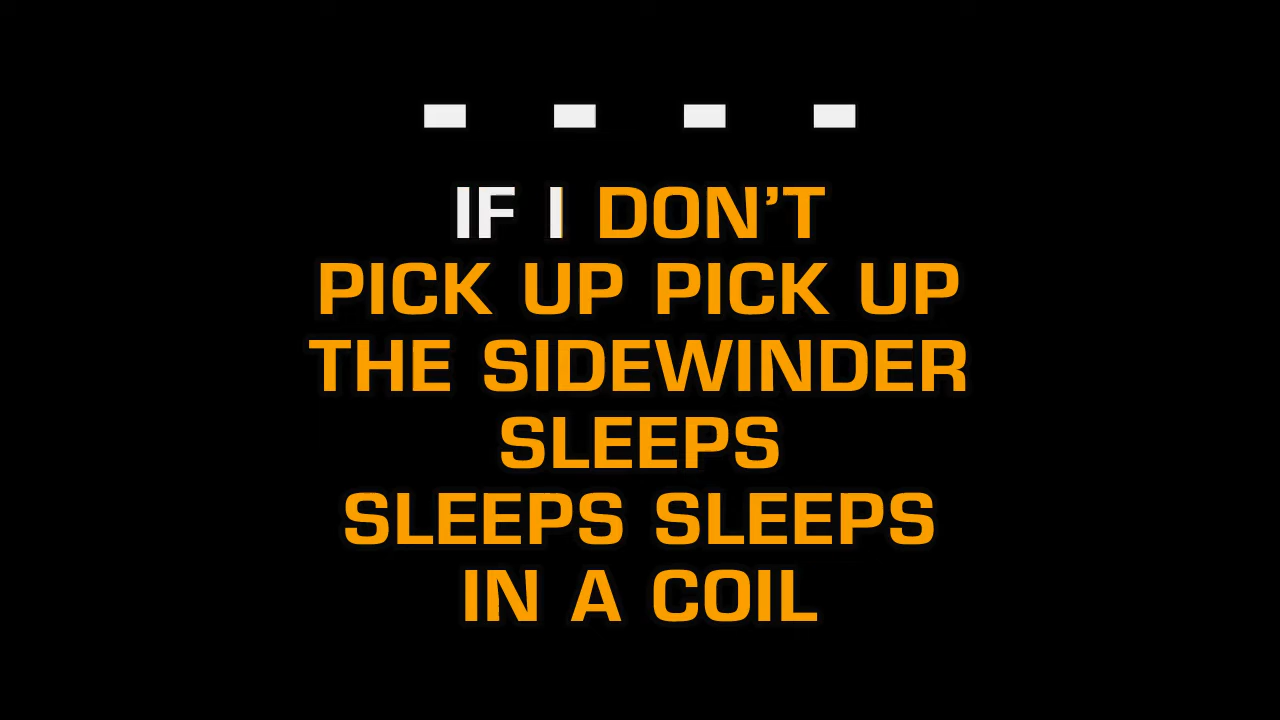 IF I DON’T
PICK UP PICK UP
THE SIDEWINDER
SLEEPS
SLEEPS SLEEPS
IN A COIL